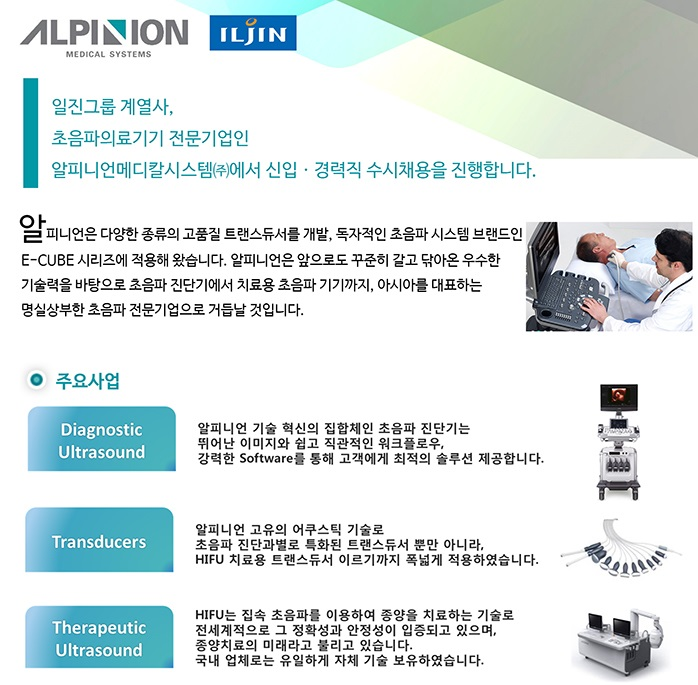 ALPINION
MEDICAL SYSTEMS
ILJIN
일진그룹 계열사,
초음파의료기기 전문기업인
알피니언메디칼시스템㈜에서 신입 · 경력직 수시채용을 진행합니다.
알피니언은 다양한 종류의 고품질 트랜스듀서를 개발, 독자적인 초음파 시스템 브랜드인
E-CUBE 시리즈에 적용해 왔습니다. 알피니언은 앞으로도 꾸준히 갈고 닦아온 우수한
기술력을 바탕으로 초음파 진단기에서 치료용 초음파 기기까지, 아시아를 대표하는
명실상부한 초음파 전문기업으로 거듭날 것입니다.
주요사업
Diagnostic
Ultrasound
알피니언 기술 혁신의 집합체인 초음파 진단기는
뛰어난 이미지와 쉽고 직관적인 워크플로우,
강력한 Software를 통해 고객에게 최적의 솔루션 제공합니다.
Transducers
알피니언 고유의 어쿠스틱 기술로
초음파 진단과별로 특화된 트랜스듀서 뿐만 아니라,
HIFU 치료용 트랜스듀서 이르기까지 폭넓게 적용하였습니다.
Therapeutic
Ultrasound
HIFU는 집속 초음파를 이용하여 종양을 치료하는 기술로
전세계적으로 그 정확성과 안정성이 입증되고 있으며,
종양치료의 미래라고 불리고 있습니다.
국내 업체로는 유일하게 자체 기술 보유하였습니다.